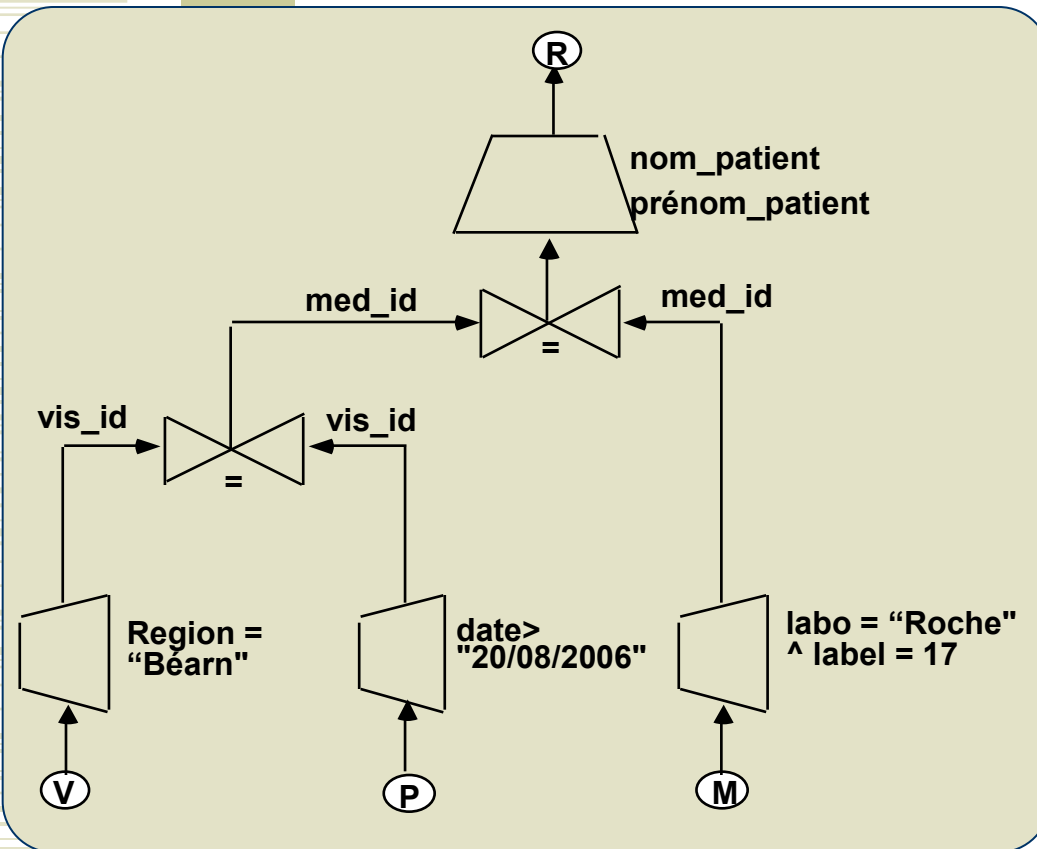 R
nom_patient
prénom_patient
med_id
med_id
=
vis_id
vis_id
=
Region =
“Béarn"
date>
"20/08/2006"
labo = “Roche"
^ label = 17
V
P
M